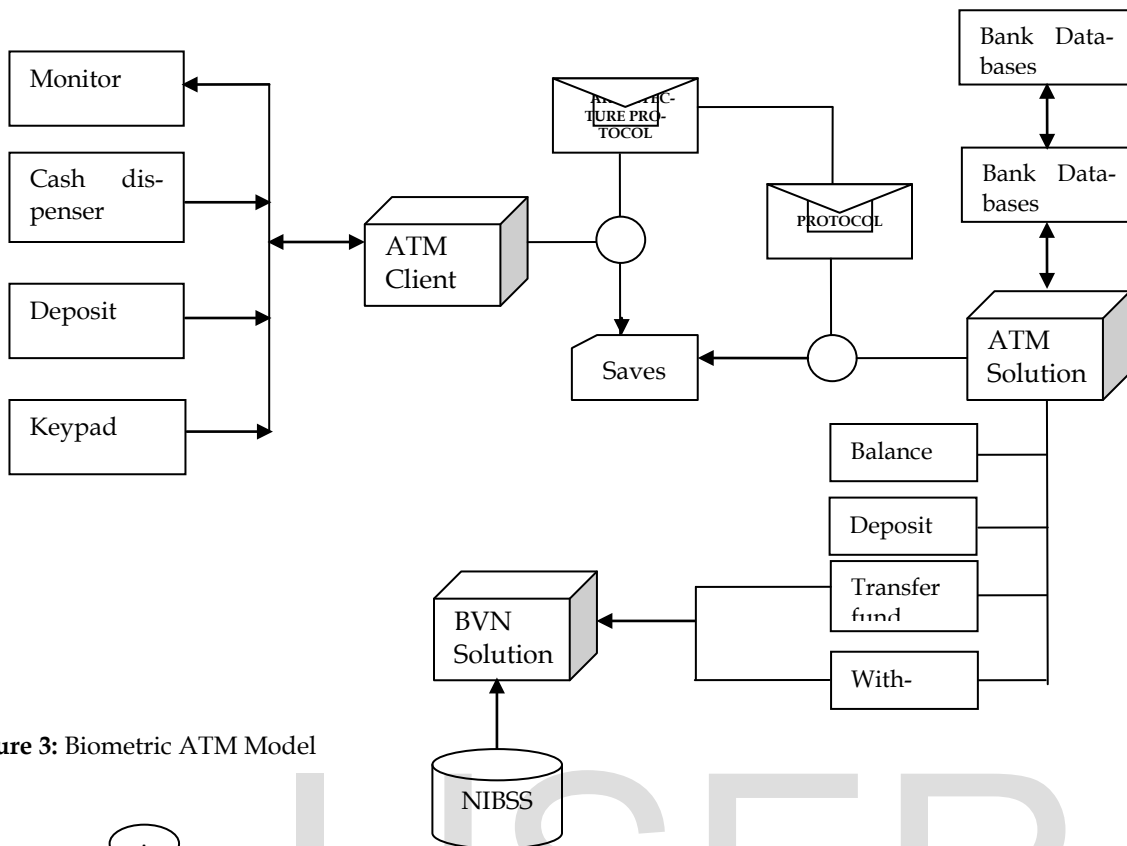 Bank Data-
bases
Monitor
TURE PRO-
TOCOL
Cash dis-
penser
Bank Data-
bases
PROTOCOL
ATM
Client
Deposit
ATM
Solution
Saves
Keypad
Balance
Deposit
Transfer
fund
BVN
Solution
With-
ure 3: Biometric ATM Model
NIBSS